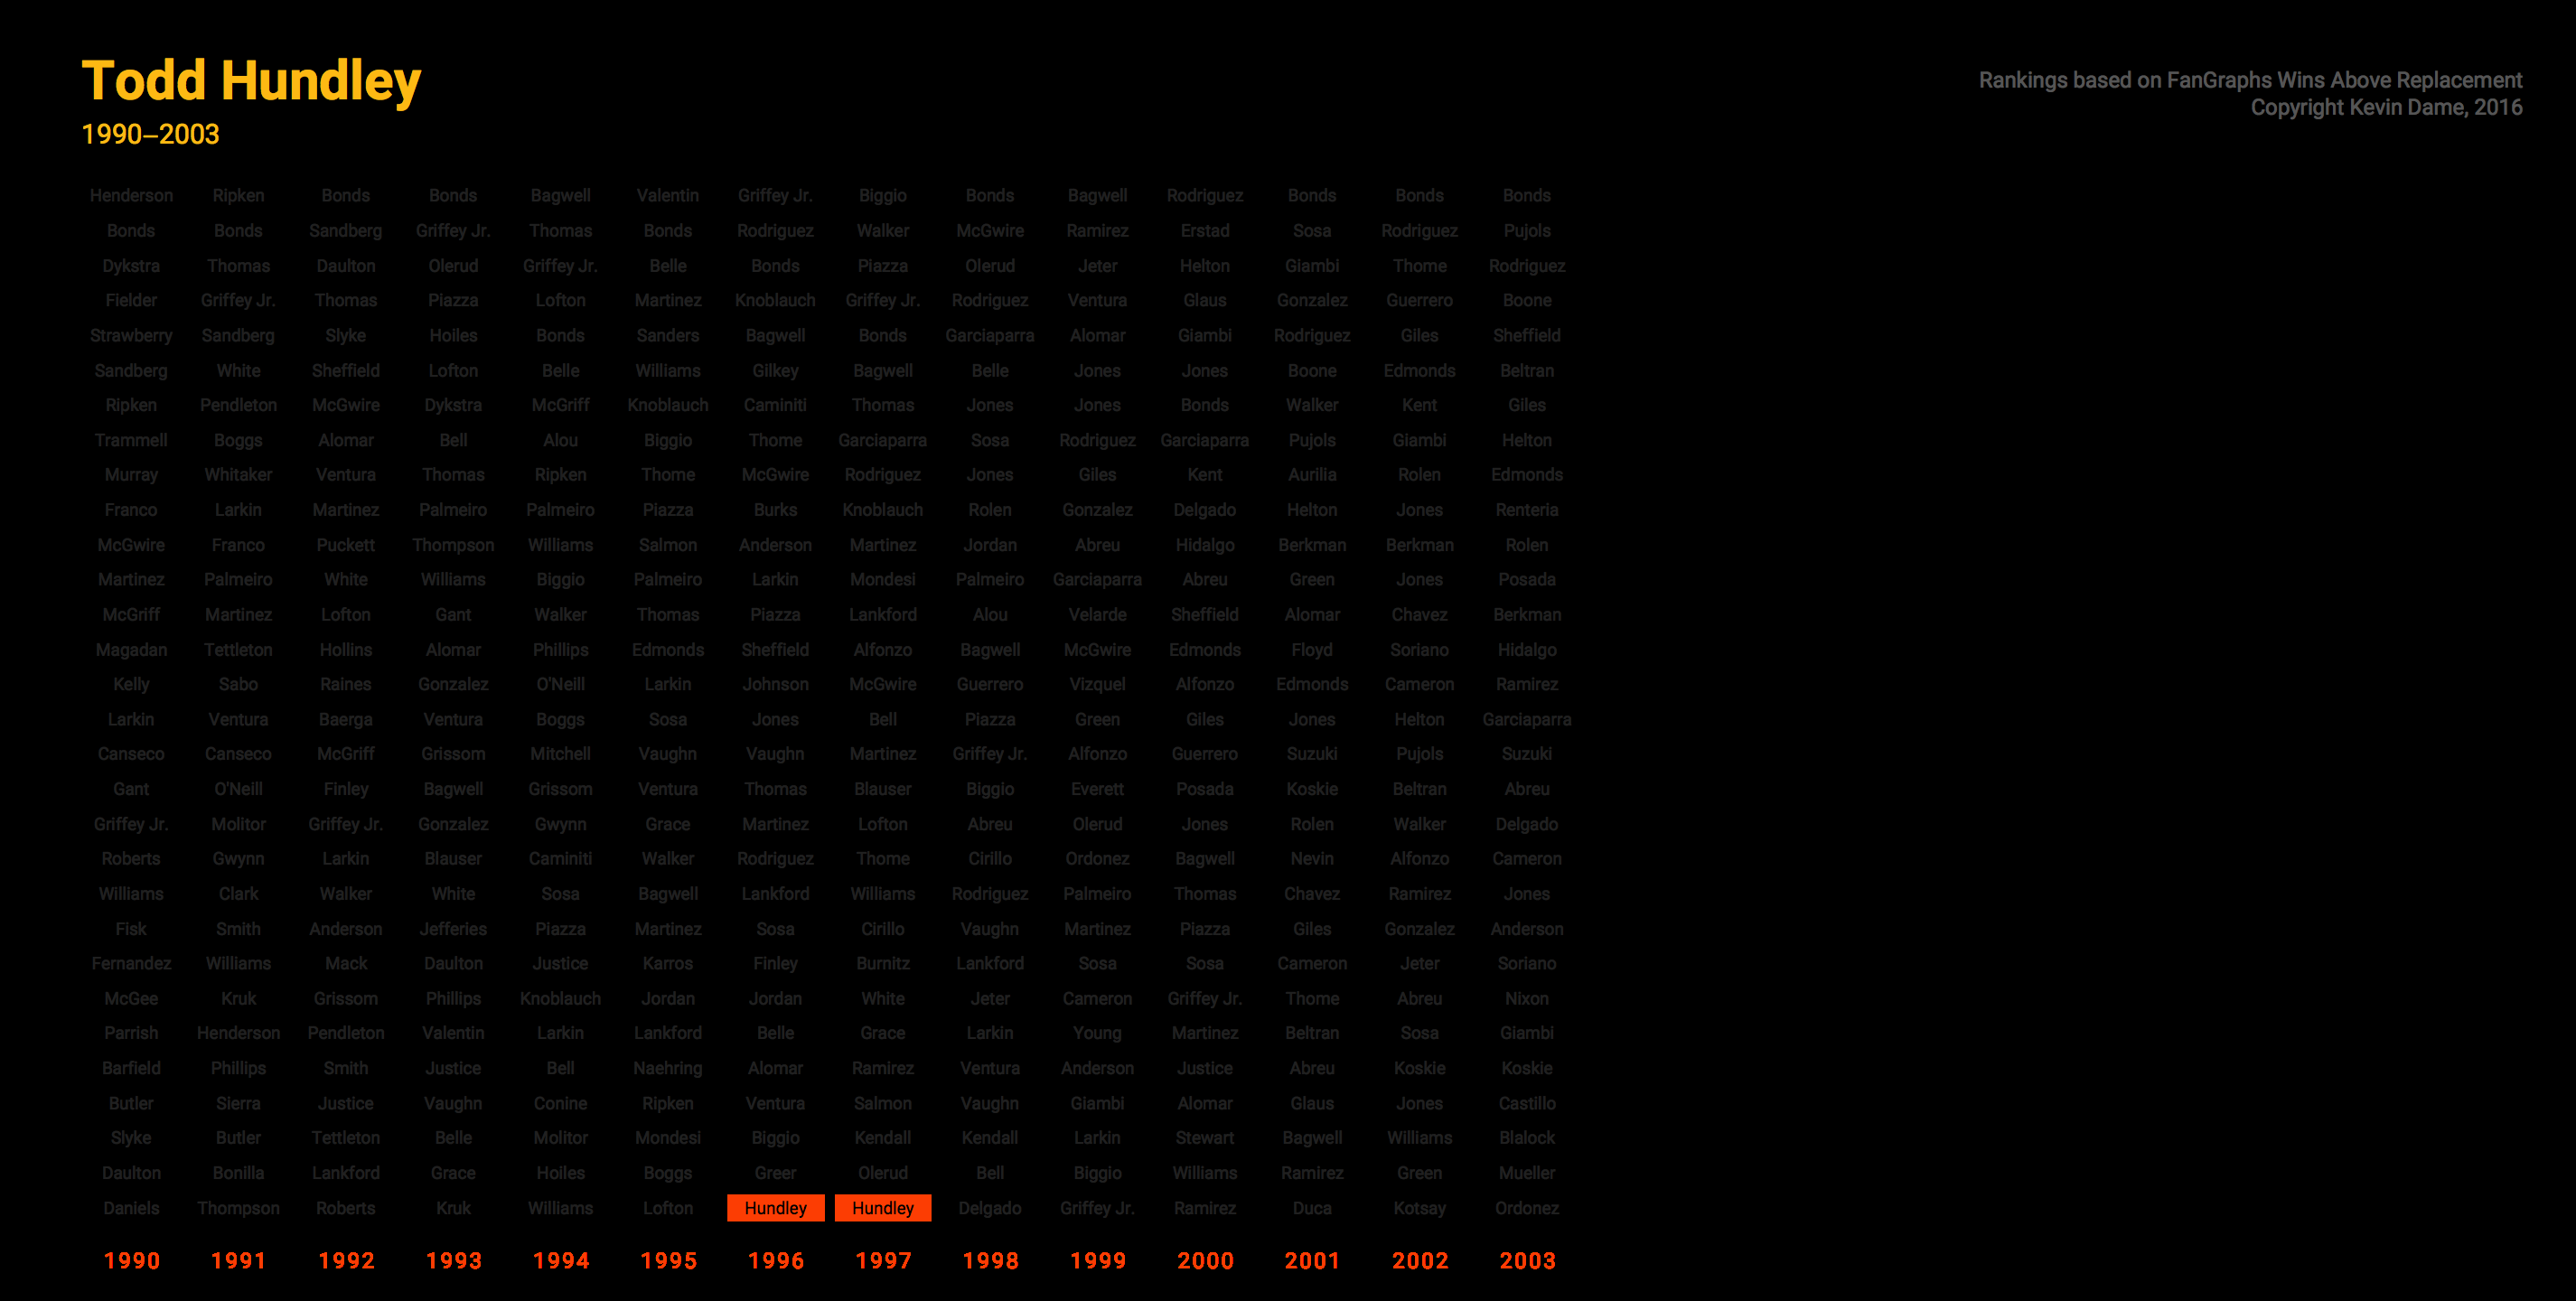 Todd Hundley
1990–2003
Rankings based on FanGraphs Wins Above Replacement
Copyright Kevin Dame, 2016
Henderson Ripken Bonds Bonds Bagwell Valentin Griffey Jr. Biggio Bonds Bagwell Rodriguez Bonds Bonds Bonds
Bonds Bonds Sandberg Griffey Jr. Thomas Bonds Rodriguez Walker McGwire Ramirez Erstad Sosa Rodriguez Pujols
Dykstra Thomas Daulton Olerud Griffey Jr. Belle Bonds Piazza Olerud Jeter Helton Giambi Thome Rodriguez
Fielder Griffey Jr. Thomas Piazza Lofton Martinez Knoblauch Griffey Jr. Rodriguez Ventura Glaus Gonzalez Guerrero Boone
Strawberry Sandberg Slyke Hoiles Bonds Sanders Bagwell Bonds Garciaparra Alomar Giambi Rodriguez Giles Sheffield
Sandberg White Sheffield Lofton Belle Williams Gilkey Bagwell Belle Jones Jones Boone Edmonds Beltran
Ripken Pendleton McGwire Dykstra McGriff Knoblauch Caminiti Thomas Jones Jones Bonds Walker Kent Giles
Trammell Boggs Alomar Bell Alou Biggio Thome Garciaparra Sosa Rodriguez Garciaparra Pujols Giambi Helton
Murray Whitaker Ventura Thomas Ripken Thome McGwire Rodriguez Jones Giles Kent Aurilia Rolen Edmonds
Franco Larkin Martinez Palmeiro Palmeiro Piazza Burks Knoblauch Rolen Gonzalez Delgado Helton Jones Renteria
McGwire Franco Puckett Thompson Williams Salmon Anderson Martinez Jordan Abreu Hidalgo Berkman Berkman Rolen
Martinez Palmeiro White Williams Biggio Palmeiro Larkin Mondesi Palmeiro Garciaparra Abreu Green Jones Posada
McGriff Martinez Lofton Gant Walker Thomas Piazza Lankford Alou Velarde Sheffield Alomar Chavez Berkman
Magadan Tettleton Hollins Alomar Phillips Edmonds Sheffield Alfonzo Bagwell McGwire Edmonds Floyd Soriano Hidalgo
Kelly Sabo Raines Gonzalez O'Neill Larkin Johnson McGwire Guerrero Vizquel Alfonzo Edmonds Cameron Ramirez
Larkin Ventura Baerga Ventura Boggs Sosa Jones Bell Piazza Green Giles Jones Helton Garciaparra
Canseco Canseco McGriff Grissom Mitchell Vaughn Vaughn Martinez Griffey Jr. Alfonzo Guerrero Suzuki Pujols Suzuki
Gant O'Neill Finley Bagwell Grissom Ventura Thomas Blauser Biggio Everett Posada Koskie Beltran Abreu
Griffey Jr. Molitor Griffey Jr. Gonzalez Gwynn Grace Martinez Lofton Abreu Olerud Jones Rolen Walker Delgado
Roberts Gwynn Larkin Blauser Caminiti Walker Rodriguez Thome Cirillo Ordonez Bagwell Nevin Alfonzo Cameron
Williams Clark Walker White Sosa Bagwell Lankford Williams Rodriguez Palmeiro Thomas Chavez Ramirez Jones
Fisk Smith Anderson Jefferies Piazza Martinez Sosa Cirillo Vaughn Martinez Piazza Giles Gonzalez Anderson
Fernandez Williams Mack Daulton Justice Karros Finley Burnitz Lankford Sosa Sosa Cameron Jeter Soriano
McGee Kruk Grissom Phillips Knoblauch Jordan Jordan White Jeter Cameron Griffey Jr. Thome Abreu Nixon
Parrish Henderson Pendleton Valentin Larkin Lankford Belle Grace Larkin Young Martinez Beltran Sosa Giambi
Barfield Phillips Smith Justice Bell Naehring Alomar Ramirez Ventura Anderson Justice Abreu Koskie Koskie
Butler Sierra Justice Vaughn Conine Ripken Ventura Salmon Vaughn Giambi Alomar Glaus Jones Castillo
Slyke Butler Tettleton Belle Molitor Mondesi Biggio Kendall Kendall Larkin Stewart Bagwell Williams Blalock
Daulton Bonilla Lankford Grace Hoiles Boggs Greer Olerud Bell Biggio Williams Ramirez Green Mueller
Daniels Thompson Roberts Kruk Williams Lofton Hundley Hundley Delgado Griffey Jr. Ramirez Duca Kotsay Ordonez
1990 1991 1992 1993 1994 1995 1996 1997 1998 1999 2000 2001 2002 2003